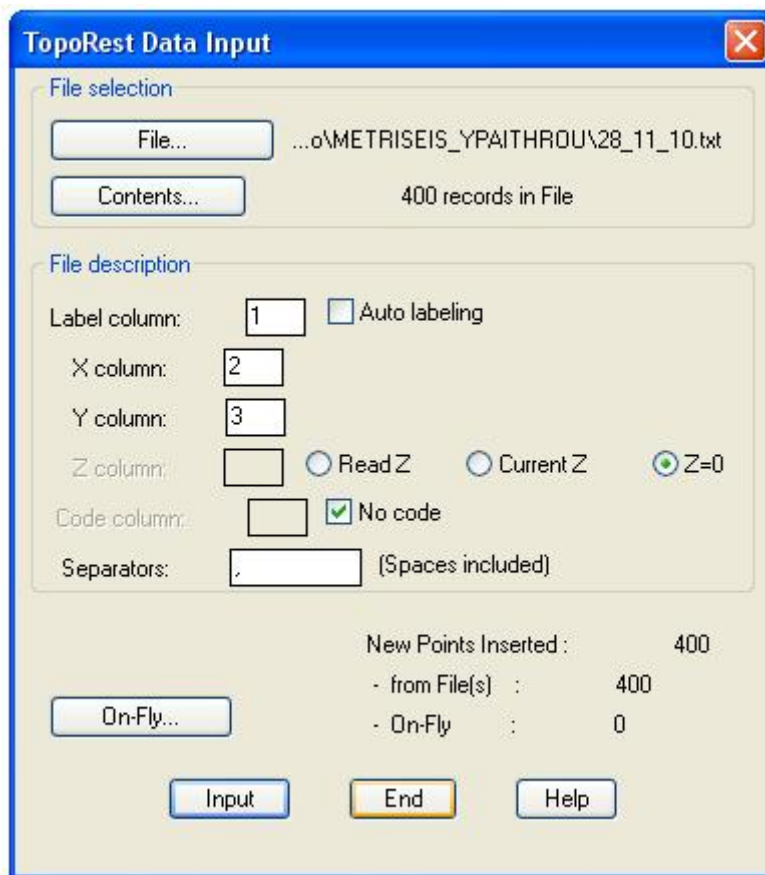 TopoRest Data Input
File selection
File... ...o\METRISEIS_YPAITHROU\28_11_10.txt
Contents... 400 records in File
File description
Label column: 1 Auto labeling
X column: 2
Y column: 3
Z column: Read Z Current Z Z=0
Code column: No code
Separators: , (Spaces included)
New Points Inserted : 400
- from File(s) : 400
On-Fly... - On-Fly : 0
Input End Help